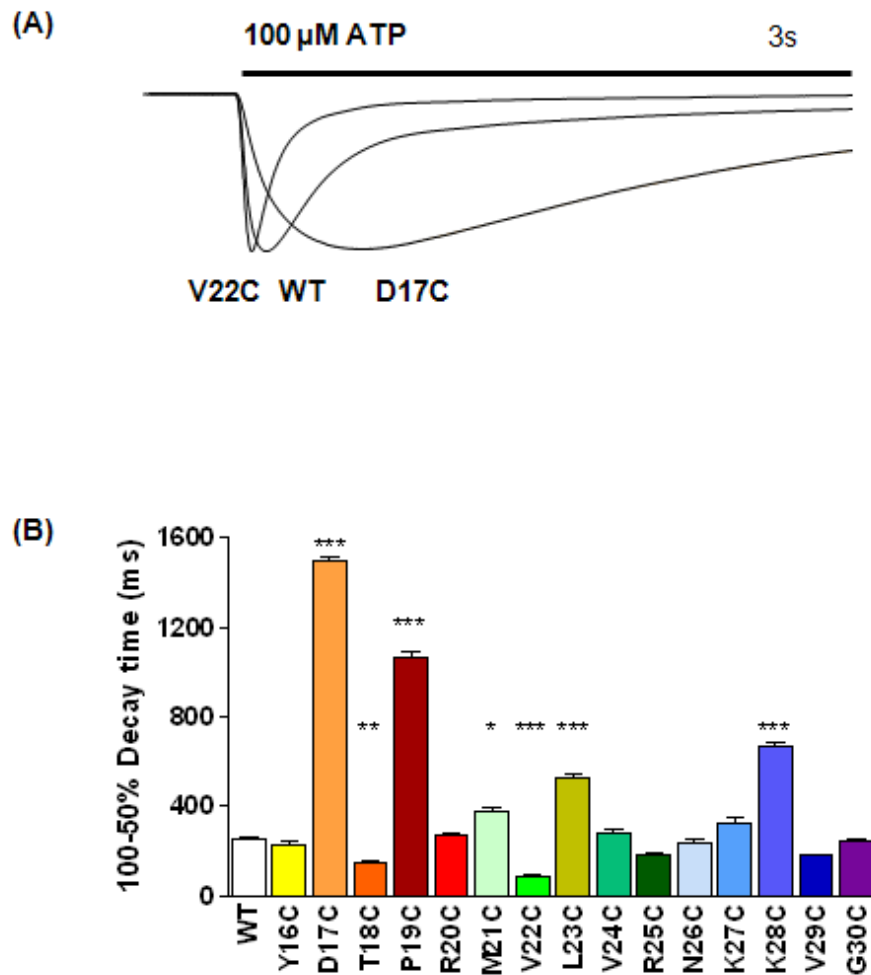 (A)
100 µM ATP 3s
V22C WT D17C
(B)
100-50% Decay time (ms)
1600
1200
800
400
0
***
***
** * *** *** ***
WT Y16C D17C T18C P19C R20C M21C V22C L23C V24C R25C N26C K27C K28C V29C G30C